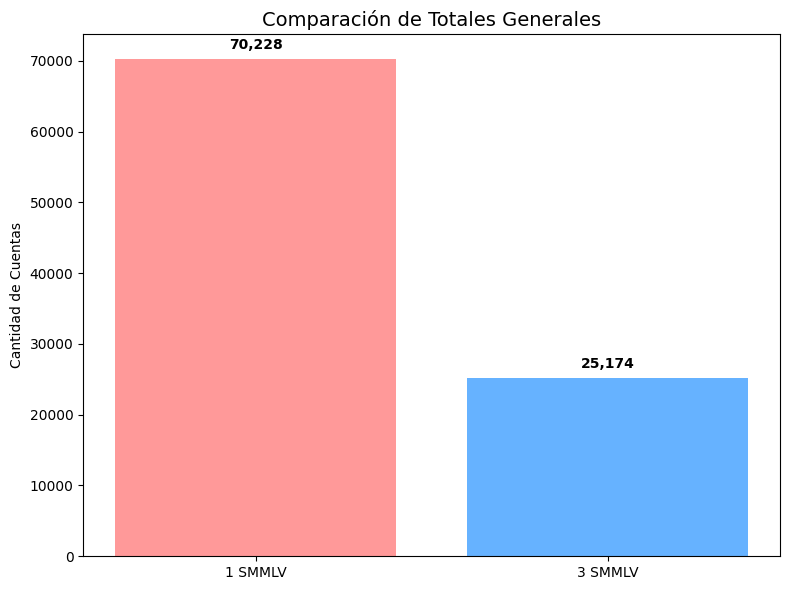 Comparación de Totales Generales
Cantidad de Cuentas
70000
60000
50000
40000
30000
20000
10000
0
70,228
25,174
1 SMMLV
3 SMMLV